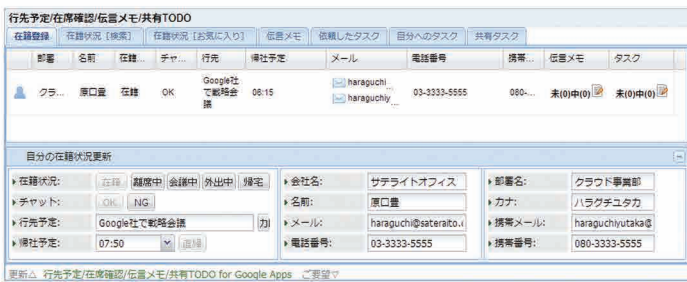 行先予定/在席確認/伝言メモ/共有TODO
在籍登録 在籍状況 [検索] 在籍状況 [お気に入り] 伝言メモ 依頼したタスク 自分へのタスク 共有タスク
部署 名前 在籍... チャ... 行先 帰社予定 メール 電話番号 携帯... 伝言メモ タスク
クラ... 原口豊 在籍 OK Google社で戦略会議 08:15 haraguchi... 03-3333-5555 080-... 未(0)中(0) 未(0)中(0)
haraguchiy...
自分の在籍状況更新
在籍状況: 在籍 離席中 会議中 外出中 帰宅 会社名: サテライトオフィス 部署名: クラウド事業部
チャット: OK NG 名前: 原口豊 カナ: ハラグチユタカ
行先予定: Google社で戦略会議 メール: haraguchi@sateraito. 携帯メール: haraguchiyutaka@
帰社予定: 07:50 直帰 電話番号: 03-3333-5555 携帯番号: 080-3333-5555
更新△ 行先予定/在席確認/伝言メモ/共有TODO for Google Apps ご要望▽